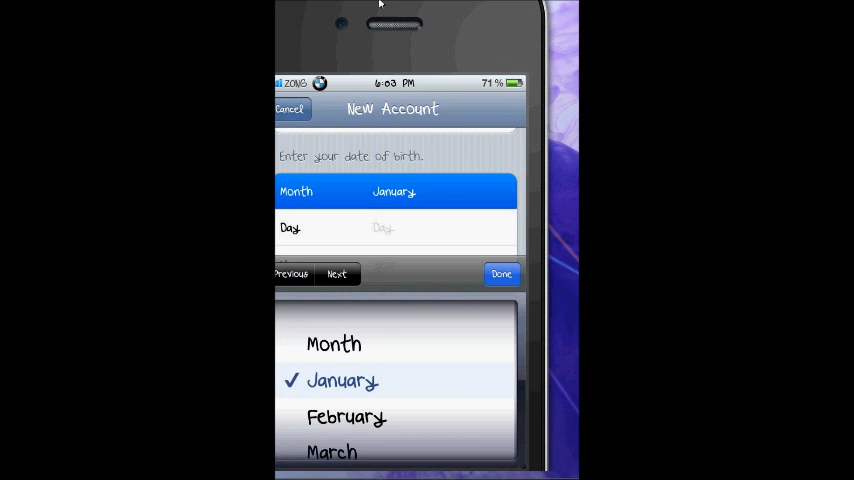 ZONG 6:03 PM 71%
Cancel New Account
Enter your date of birth.
Month January
Day Day
Previous Next Done
Month
✓ January
February
March